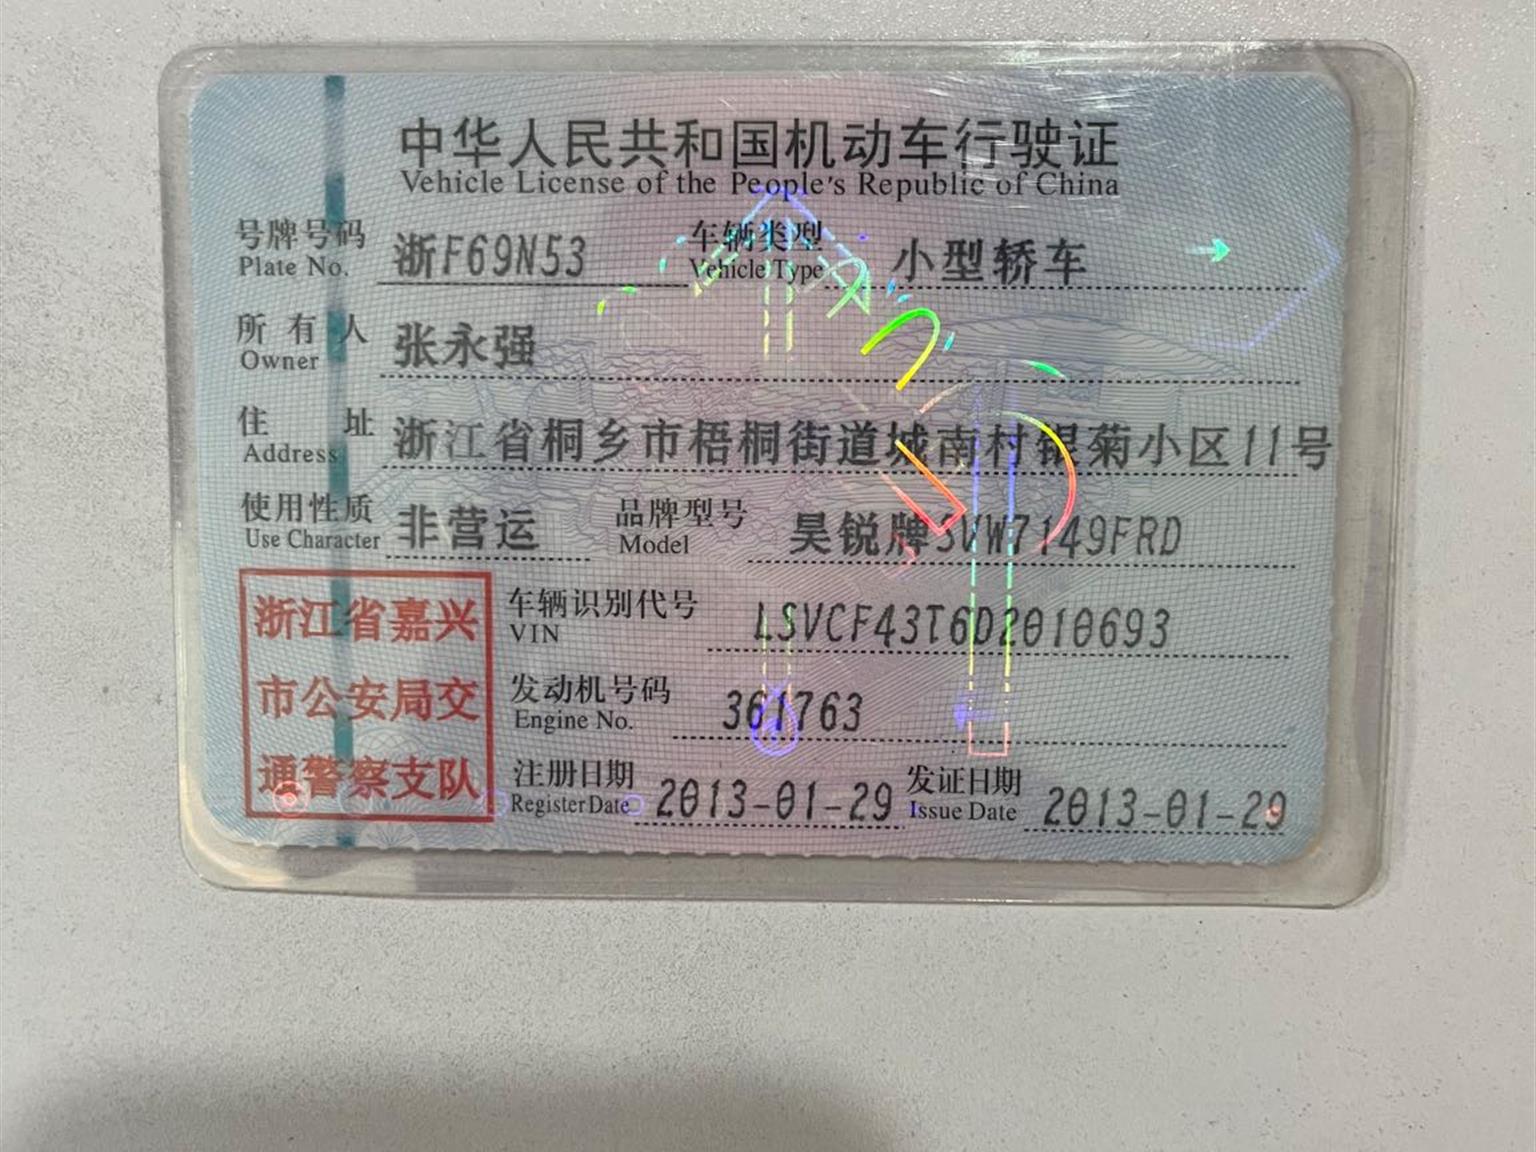 中华人民共和国机动车行驶证
Vehicle License of the People's Republic of China
号牌号码 浙F69N53 车辆类型 小型轿车
Plate No. Vehicle Type
所有人 张永强
Owner
住址 浙江省桐乡市梧桐街道城南村银菊小区11号
Address
使用性质 非营运 品牌型号 昊锐牌SVW7149FRD
Use Character Model
浙江省嘉兴
市公安局交
通警察支队
车辆识别代号 LSVCF43T6D2010693
VIN
发动机号码 361763
Engine No.
注册日期 2013-01-29 发证日期 2013-01-29
Register Date Issue Date